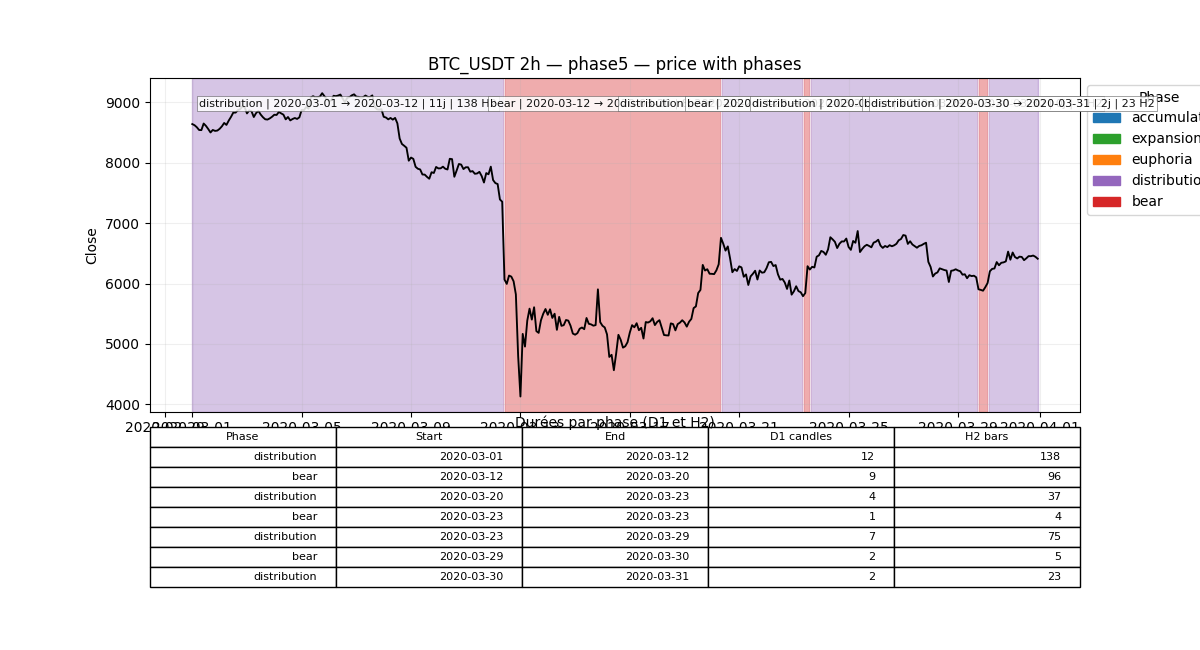 BTC_USDT 2h — phase5 — price with phases
distribution | 2020-03-01 → 2020-03-12 | 11j | 138 H
bear | 2020-03-12 →
distribution
bear |
distribution |
distribution | 2020-03-30 → 2020-03-31 | 2j | 23 H2
Phase
accumulat
expansion
euphoria
distributio
bear
Close
9000
8000
7000
6000
5000
4000
2020-03-05 2020-03-09 2020-03-21 2020-03-25 2020-04-01
Durées par phase (D1 et H2)
Phase Start End D1 candles H2 bars
distribution 2020-03-01 2020-03-12 12 138
bear 2020-03-12 2020-03-20 9 96
distribution 2020-03-20 2020-03-23 4 37
bear 2020-03-23 2020-03-23 1 4
distribution 2020-03-23 2020-03-29 7 75
bear 2020-03-29 2020-03-30 2 5
distribution 2020-03-30 2020-03-31 2 23